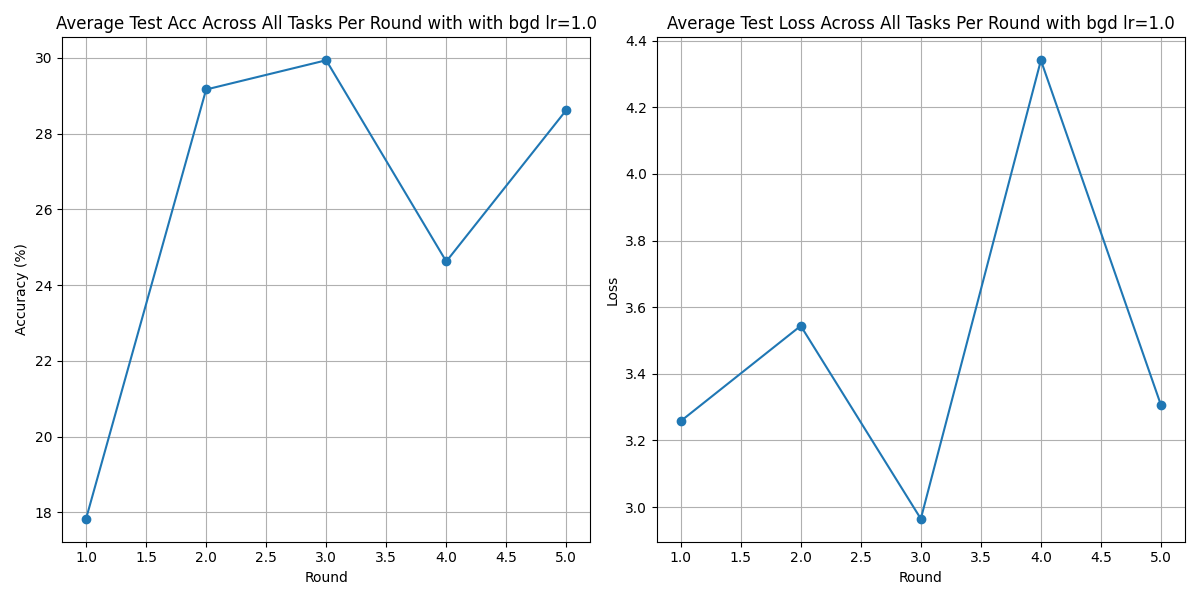 Average Test Acc Across All Tasks Per Round with with bgd lr=1.0
Accuracy (%)
30
28
26
24
22
20
18
1.0 1.5 2.0 2.5 3.0 3.5 4.0 4.5 5.0
Round
Average Test Loss Across All Tasks Per Round with bgd lr=1.0
Loss
4.4
4.2
4.0
3.8
3.6
3.4
3.2
3.0
1.0 1.5 2.0 2.5 3.0 3.5 4.0 4.5 5.0
Round